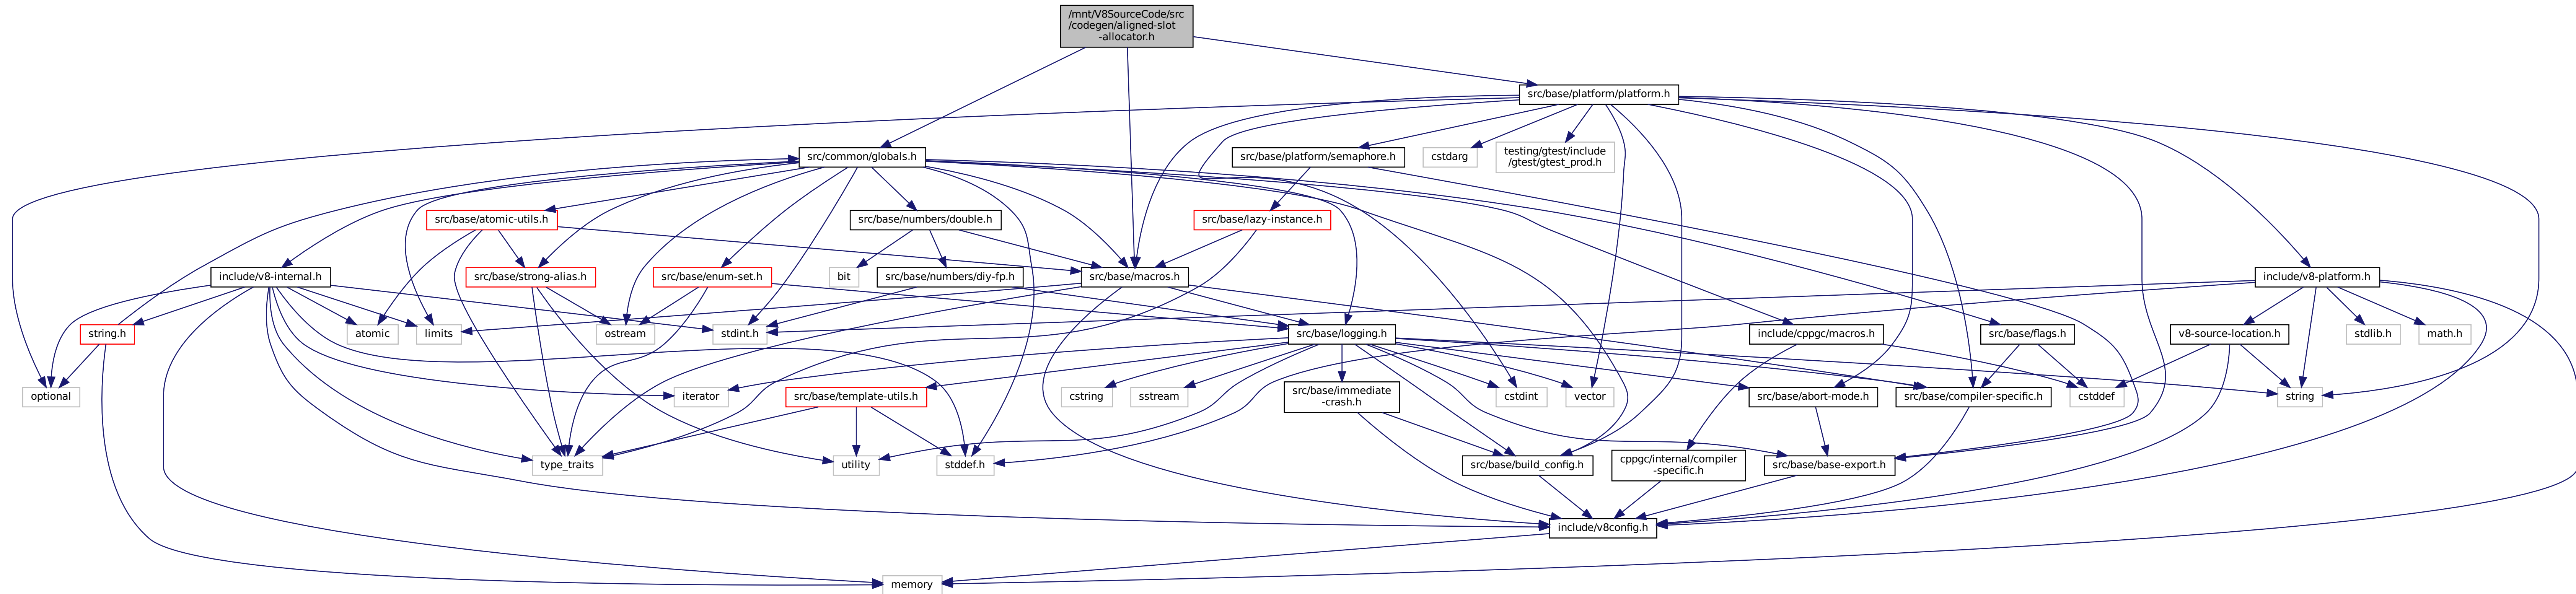 /mnt/V8SourceCode/src
/codegen/aligned-slot
-allocator.h
src/base/platform/platform.h
src/common/globals.h
src/base/platform/semaphore.h
cstdarg
testing/gtest/include
/gtest/gtest_prod.h
src/base/atomic-utils.h
src/base/numbers/double.h
src/base/lazy-instance.h
include/v8-internal.h
src/base/strong-alias.h
src/base/enum-set.h
bit
src/base/numbers/diy-fp.h
src/base/macros.h
include/v8-platform.h
string.h
atomic
limits
ostream
stdint.h
src/base/logging.h
include/cppgc/macros.h
src/base/flags.h
v8-source-location.h
stdlib.h
math.h
optional
iterator
src/base/template-utils.h
cstring
sstream
src/base/immediate
-crash.h
cstdint
vector
src/base/abort-mode.h
src/base/compiler-specific.h
cstddef
string
type_traits
utility
stddef.h
src/base/build_config.h
cppgc/internal/compiler
-specific.h
src/base/base-export.h
include/v8config.h
memory